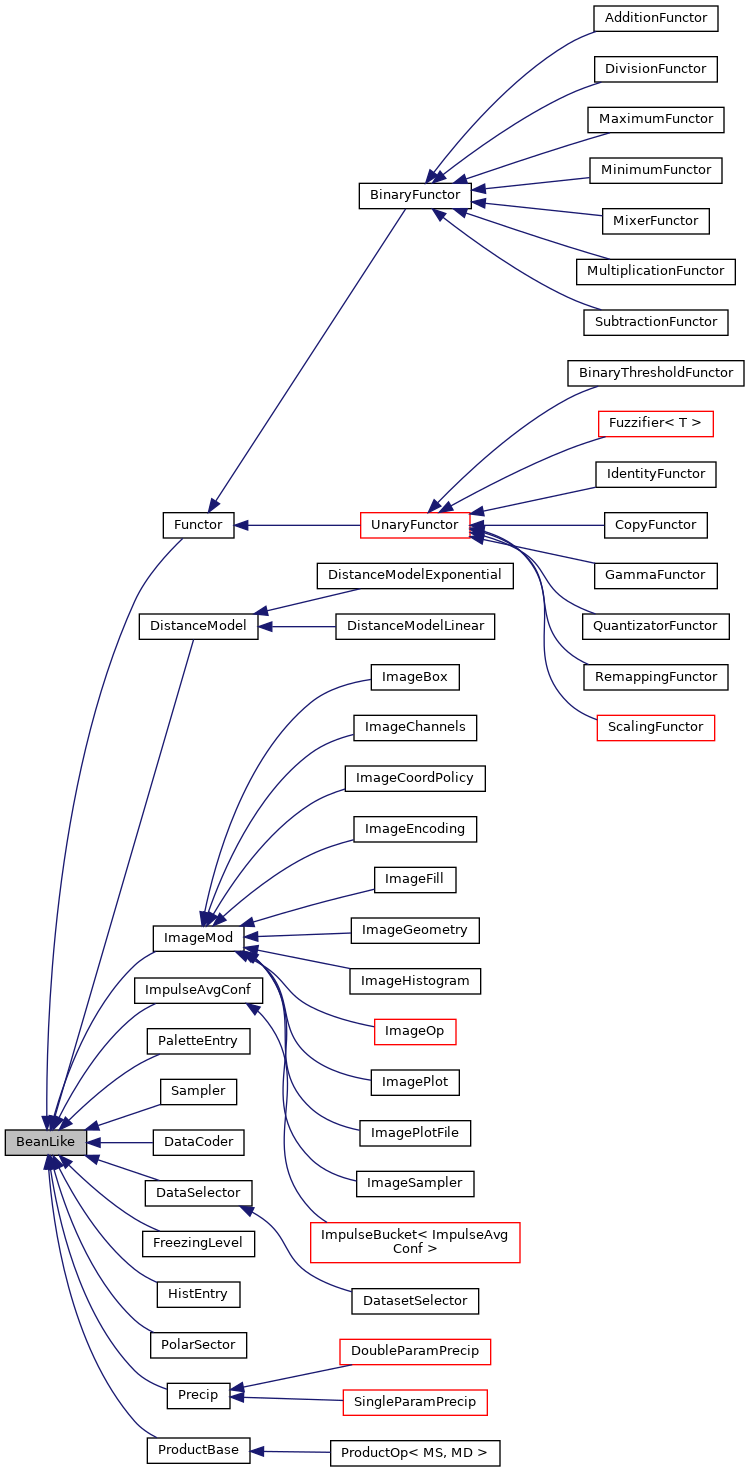 AdditionFunctor
DivisionFunctor
MaximumFunctor
MinimumFunctor
BinaryFunctor
MixerFunctor
MultiplicationFunctor
SubtractionFunctor
BinaryThresholdFunctor
Fuzzifier< T >
IdentityFunctor
Functor
UnaryFunctor
CopyFunctor
DistanceModelExponential
GammaFunctor
DistanceModel
DistanceModelLinear
QuantizatorFunctor
ImageBox
RemappingFunctor
ImageChannels
ScalingFunctor
ImageCoordPolicy
ImageEncoding
ImageFill
ImageMod
ImageGeometry
ImageHistogram
ImpulseAvgConf
ImageOp
PaletteEntry
ImagePlot
Sampler
ImagePlotFile
BeanLike
DataCoder
ImageSampler
DataSelector
ImpulseBucket< ImpulseAvg
Conf >
FreezingLevel
HistEntry
DatasetSelector
PolarSector
DoubleParamPrecip
Precip
SingleParamPrecip
ProductBase
ProductOp< MS, MD >